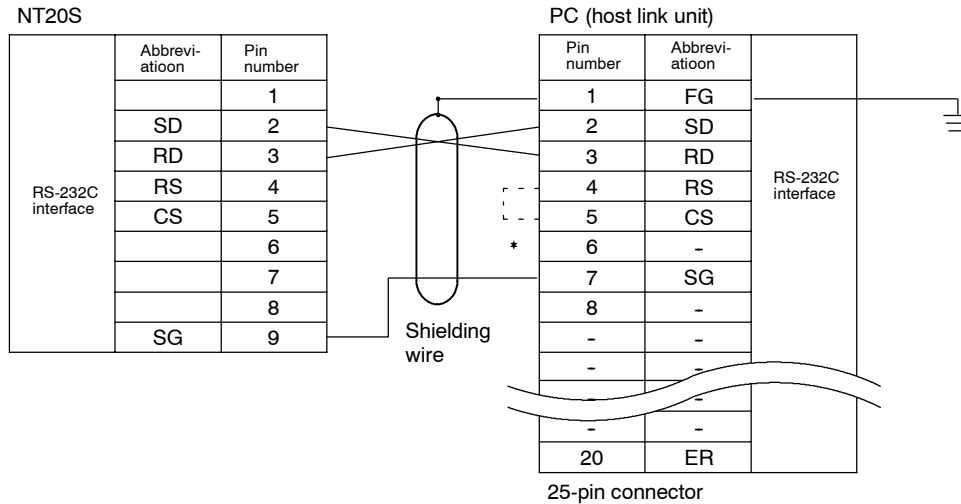 NT20S
PC (host link unit)
Abbrevi-
atioon
Pin
number
Pin
number
Abbrevi-
atioon
1
1 FG
SD 2
2 SD
RD 3
3 RD
RS 4
4 RS
CS 5
5 CS
6
6 -
7
7 SG
8
8 -
SG 9
- -
- -
- -
- -
20 ER
RS-232C
interface
RS-232C
interface
*
Shielding
wire
25-pin connector